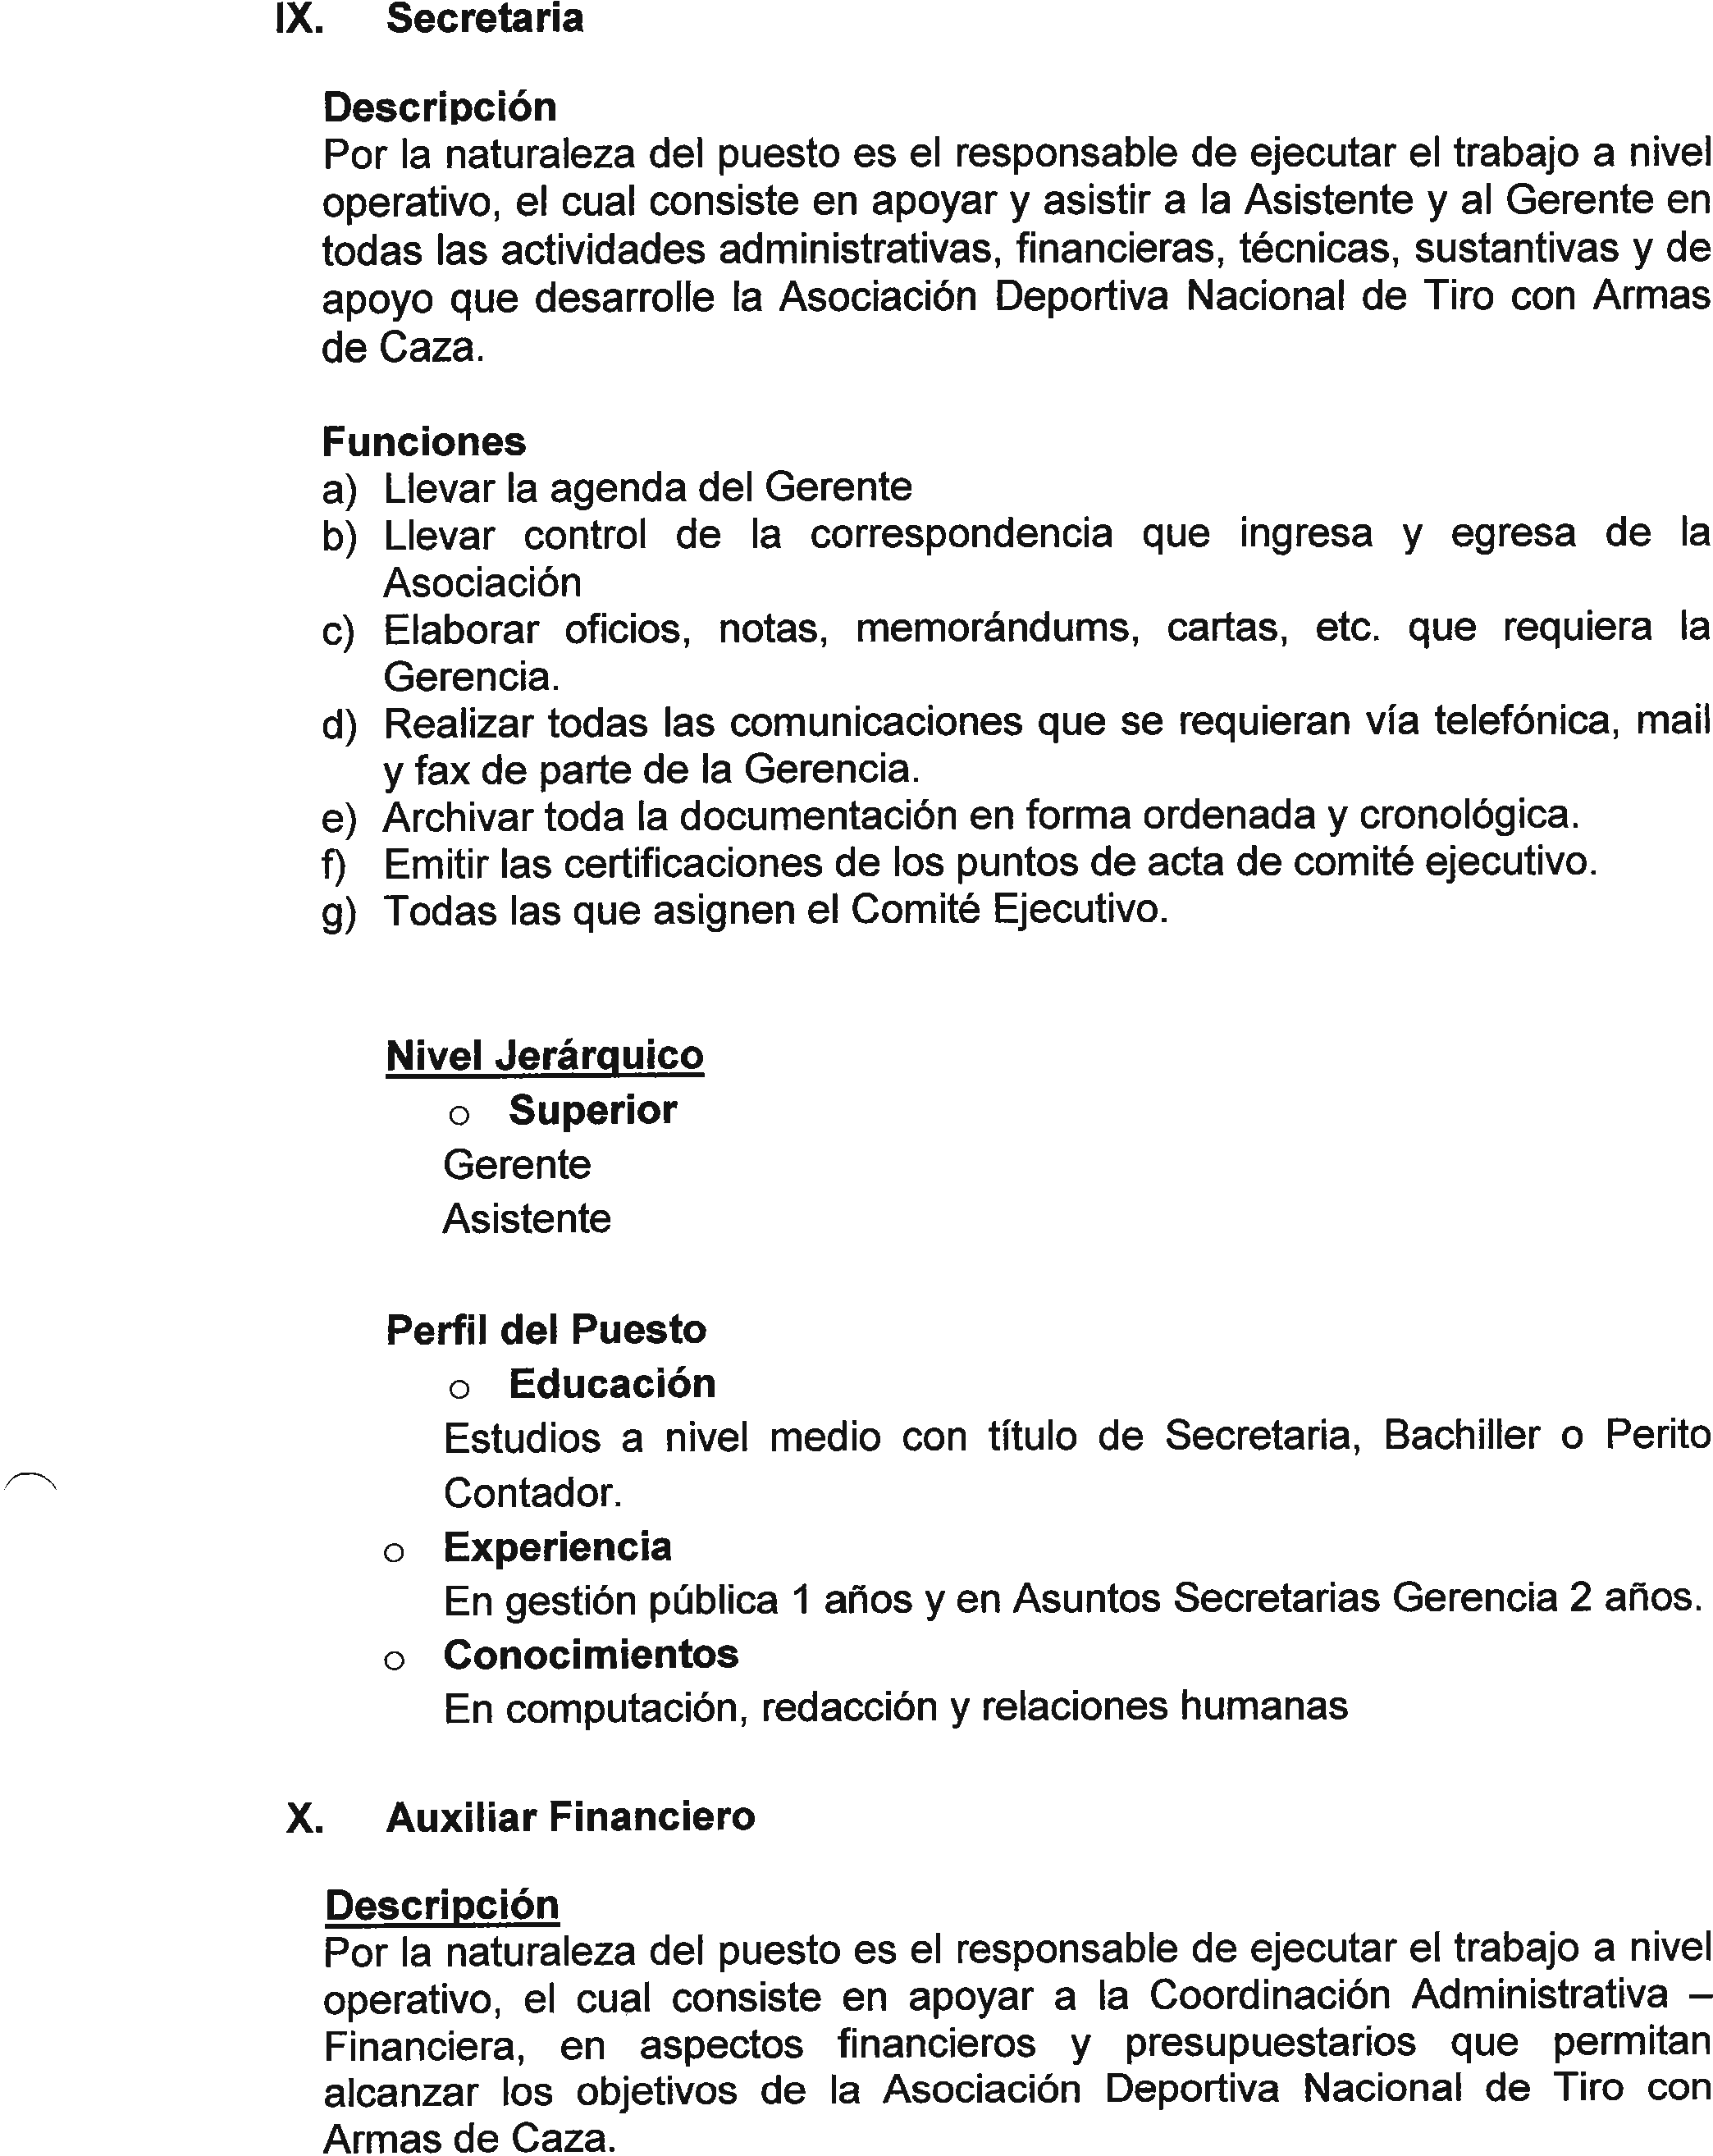 IX. Secretaria
Descripción
Por la naturaleza del puesto es el responsable de ejecutar el trabajo a nivel
operativo, el cual consiste en apoyar y asistir a la Asistente y al Gerente en
todas las actividades administrativas, financieras, técnicas, sustantivas y de
apoyo que desarrolle la Asociación Deportiva Nacional de Tiro con Armas
de Caza.
Funciones
a) Llevar la agenda del Gerente
b) Llevar control de la correspondencia que ingresa y egresa de la
Asociación
c) Elaborar oficios, notas, memorándums, cartas, etc. que requiera la
Gerencia.
d) Realizar todas las comunicaciones que se requieran vía telefónica, mail
y fax de parte de la Gerencia.
e) Archivar toda la documentación en forma ordenada y cronológica.
f) Emitir las certificaciones de los puntos de acta de comité ejecutivo.
g) Todas las que asignen el Comité Ejecutivo.
Nivel Jerárquico
o Superior
Gerente
Asistente
Perfil del Puesto
o Educación
Estudios a nivel medio con título de Secretaria, Bachiller o Perito
Contador.
o Experiencia
En gestión pública 1 años y en Asuntos Secretarias Gerencia 2 años.
o Conocimientos
En computación, redacción y relaciones humanas
X. Auxiliar Financiero
Descripción
Por la naturaleza del puesto es el responsable de ejecutar el trabajo a nivel
operativo, el cual consiste en apoyar a la Coordinación Administrativa –
Financiera, en aspectos financieros y presupuestarios que permitan
alcanzar los objetivos de la Asociación Deportiva Nacional de Tiro con
Armas de Caza.